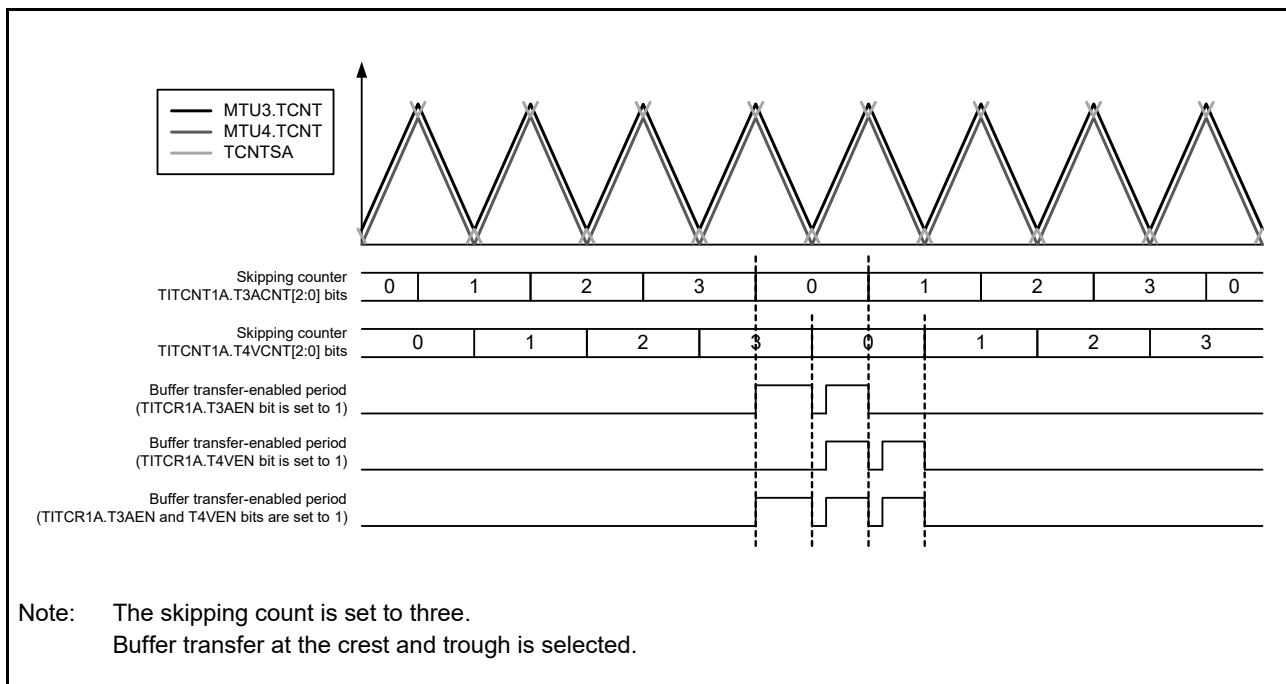 MTU3.TCNT
MTU4.TCNT
TCNTSA
Skipping counter
TITCNT1A.T3ACNT[2:0] bits
0 1 2 3 0 1 2 3 0
Skipping counter
TITCNT1A.T4VCNT[2:0] bits
0 1 2 3 0 1 2 3
Buffer transfer-enabled period
(TITCR1A.T3AEN bit is set to 1)
Buffer transfer-enabled period
(TITCR1A.T4VEN bit is set to 1)
Buffer transfer-enabled period
(TITCR1A.T3AEN and T4VEN bits are set to 1)
Note: The skipping count is set to three.
Buffer transfer at the crest and trough is selected.